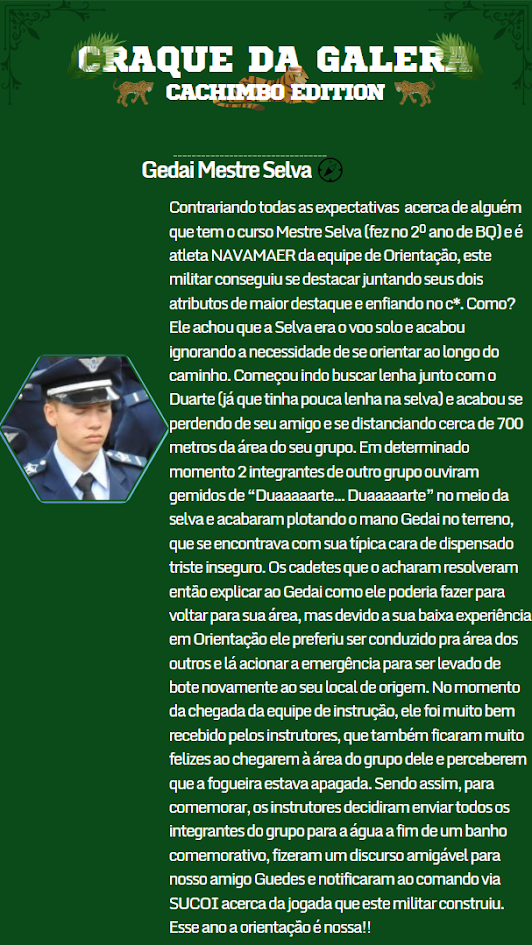 CRAQUE DA GALERA
CACHIMBO EDITION
Gedai Mestre Selva
Contrariando todas as expectativas acerca de alguém
que tem o curso Mestre Selva (fez no 2º ano de BQ) e é
atleta NAVAMAER da equipe de Orientação, este
militar conseguiu se destacar juntando seus dois
atributos de maior destaque e enfiando no c*. Como?
Ele achou que a Selva era o voo solo e acabou
ignorando a necessidade de se orientar ao longo do
caminho. Começou indo buscar lenha junto com o
Duarte (já que tinha pouca lenha na selva) e acabou se
perdendo de seu amigo e se distanciando cerca de 700
metros da área do seu grupo. Em determinado
momento 2 integrantes de outro grupo ouviram
gemidos de “Duaaaaarte... Duaaaaarte” no meio da
selva e acabaram plotando o mano Gedai no terreno,
que se encontrava com sua típica cara de dispensado
triste inseguro. Os cadetes que o acharam resolveram
então explicar ao Gedai como ele poderia fazer para
voltar para sua área, mas devido a sua baixa experiência
em Orientação ele preferiu ser conduzido pra área dos
outros e lá acionar a emergência para ser levado de
bote novamente ao seu local de origem. No momento
da chegada da equipe de instrução, ele foi muito bem
recebido pelos instrutores, que também ficaram muito
felizes ao chegarem à área do grupo dele e perceberem
que a fogueira estava apagada. Sendo assim, para
comemorar, os instrutores decidiram enviar todos os
integrantes do grupo para a água a fim de um banho
comemorativo, fizeram um discurso amigável para
nosso amigo Guedes e notificaram ao comando via
SUCOI acerca da jogada que este militar construiu.
Esse ano a orientação é nossa!!